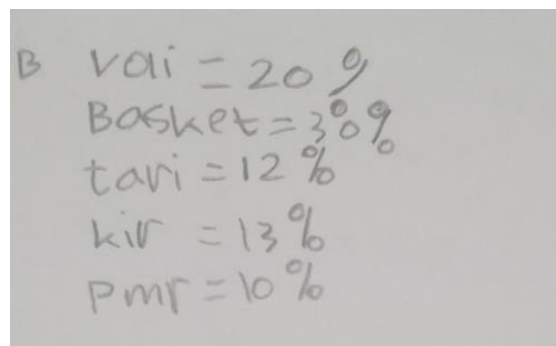 B voli = 20 %
Basket = 30%
tari = 12 %
kir = 13%
pmr = 10 %